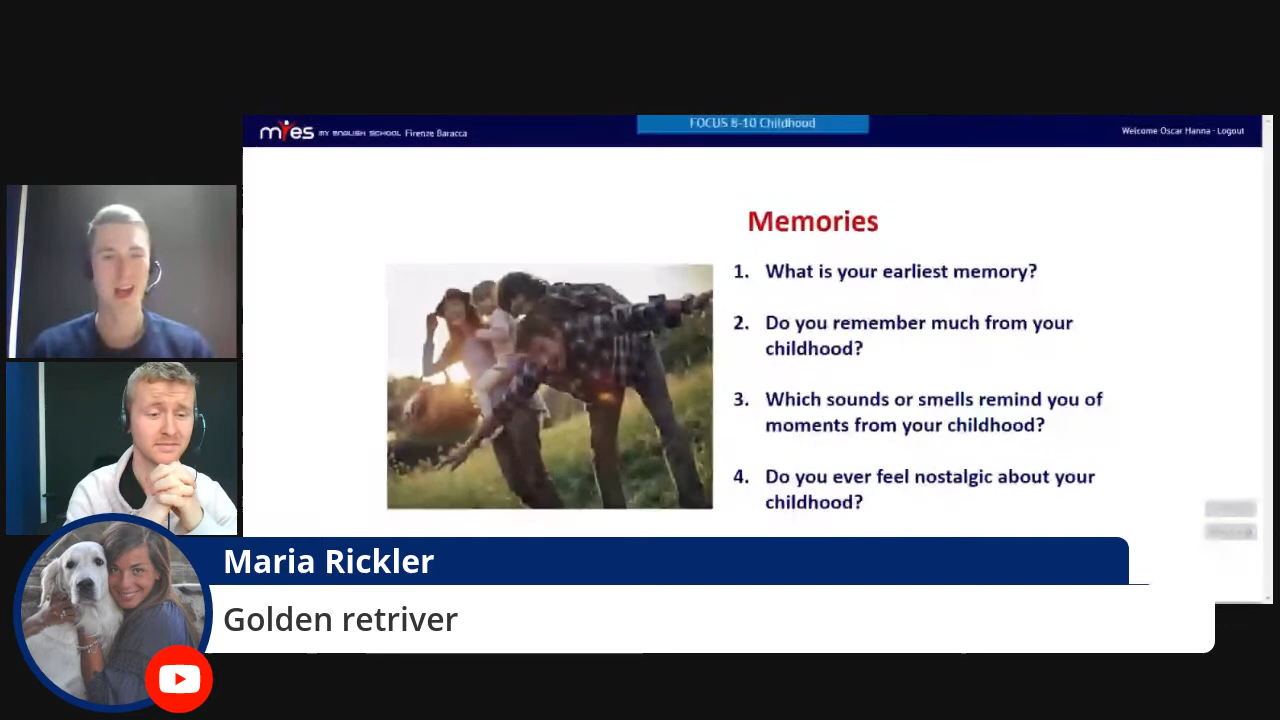 myes MY ENGLISH SCHOOL Firenze Baracca
FOCUS 8-10 Childhood
Welcome Oscar Hanna - Logout
Memories
1. What is your earliest memory?
2. Do you remember much from your
childhood?
3. Which sounds or smells remind you of
moments from your childhood?
4. Do you ever feel nostalgic about your
childhood?
Maria Rickler
Golden retriver